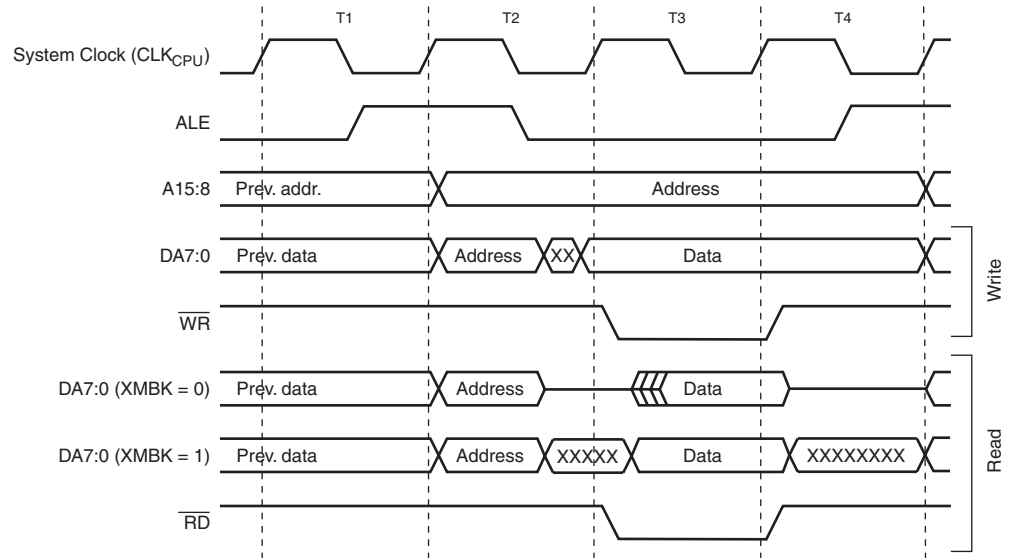 T1 T2 T3 T4
System Clock (CLKCPU)
ALE
A15:8 Prev. addr. Address
DA7:0 Prev. data Address XX Data
WR
Write
DA7:0 (XMBK = 0) Prev. data Address Data
DA7:0 (XMBK = 1) Prev. data Address XXXXX Data XXXXXXXX
RD
Read